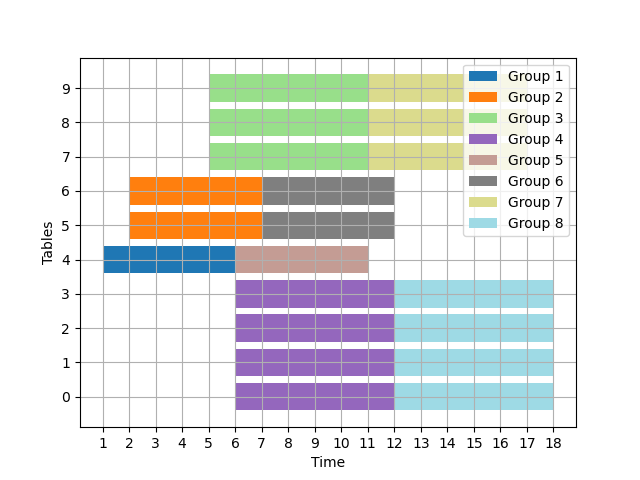 Tables
9
8
7
6
5
4
3
2
1
0
Group 1
Group 2
Group 3
Group 4
Group 5
Group 6
Group 7
Group 8
1 2 3 4 5 6 7 8 9 10 11 12 13 14 15 16 17 18
Time